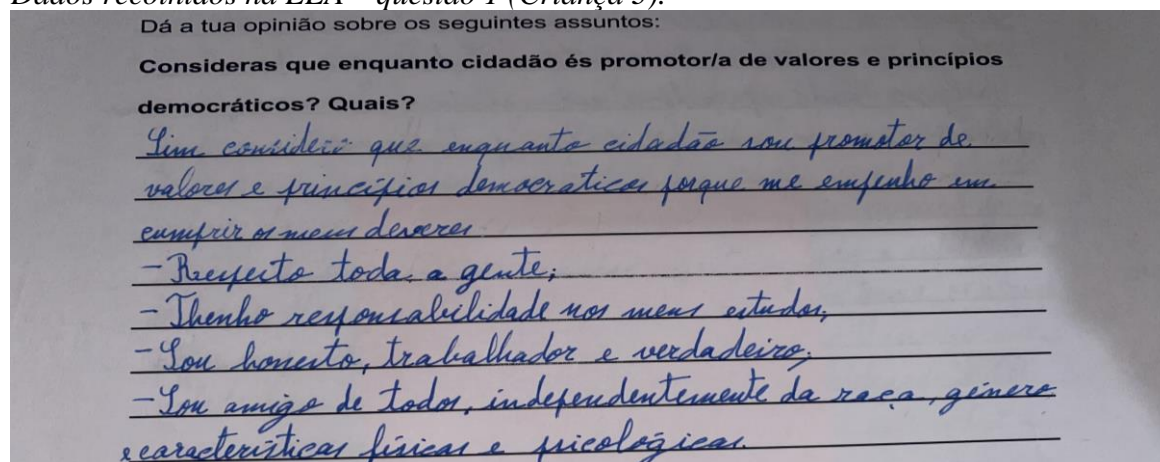 Dados recolhidos na EEA – questão 1 (Criança 5).
Dá a tua opinião sobre os seguintes assuntos:
Consideras que enquanto cidadão és promotor/a de valores e princípios
democráticos? Quais?
Sim considero que enquanto cidadão sou promotor de
valores e princípios democraticos porque me empenho em
cumprir os meus deveres
- Respeito toda a gente;
- Thenho responsabilidade nos meus estudos;
- Sou honesto, trabalhador e verdadeiro;
- Sou amigo de todos, independentemente da raça, género
e características físicas e psicológicas.